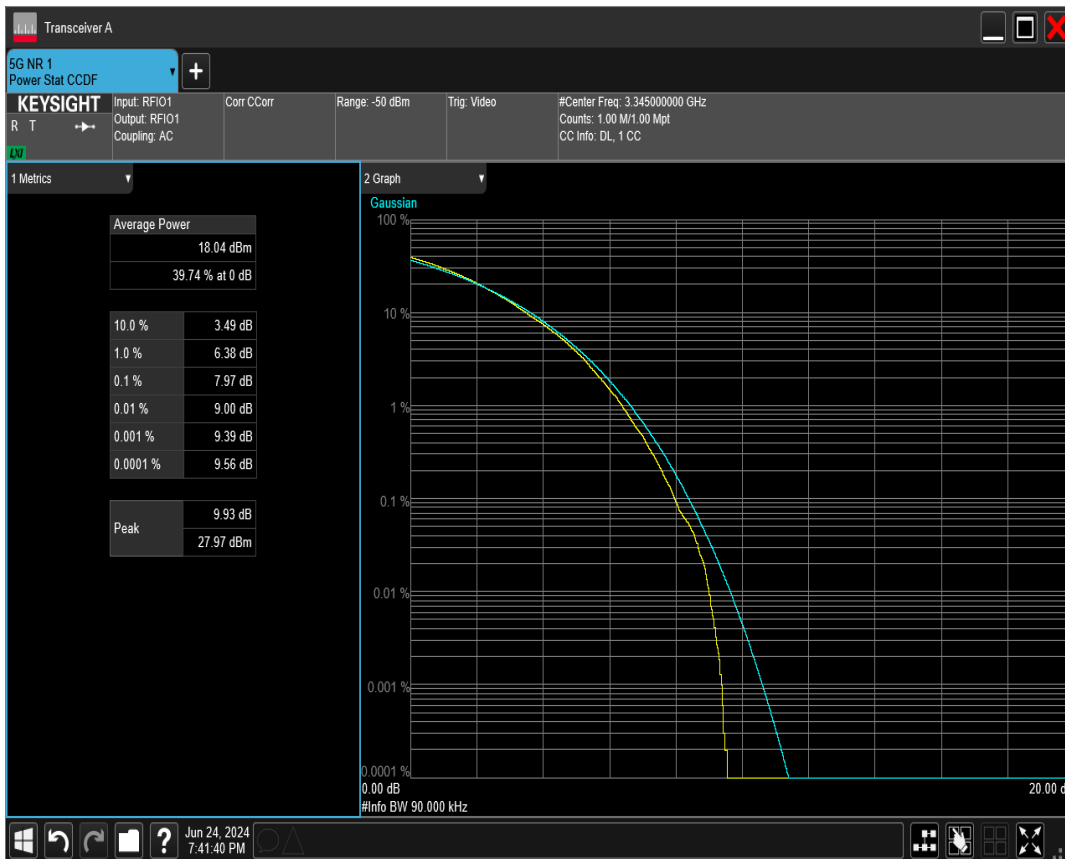 Transceiver A
5G NR 1
Power Stat CCDF
KEYSIGHT
R T
LXI
Input: RFIO1
Output: RFIO1
Coupling: AC
Corr CCorr
Range: -50 dBm
Trig: Video
#Center Freq: 3.345000000 GHz
Counts: 1.00 M/1.00 Mpt
CC Info: DL, 1 CC
1 Metrics
Average Power
18.04 dBm
39.74 % at 0 dB
10.0 % 3.49 dB
1.0 % 6.38 dB
0.1 % 7.97 dB
0.01 % 9.00 dB
0.001 % 9.39 dB
0.0001 % 9.56 dB
Peak
9.93 dB
27.97 dBm
2 Graph
Gaussian
100 %
10 %
1 %
0.1 %
0.01 %
0.001 %
0.0001 %
0.00 dB
20.00 d
#Info BW 90.000 kHz
Jun 24, 2024
7:41:40 PM